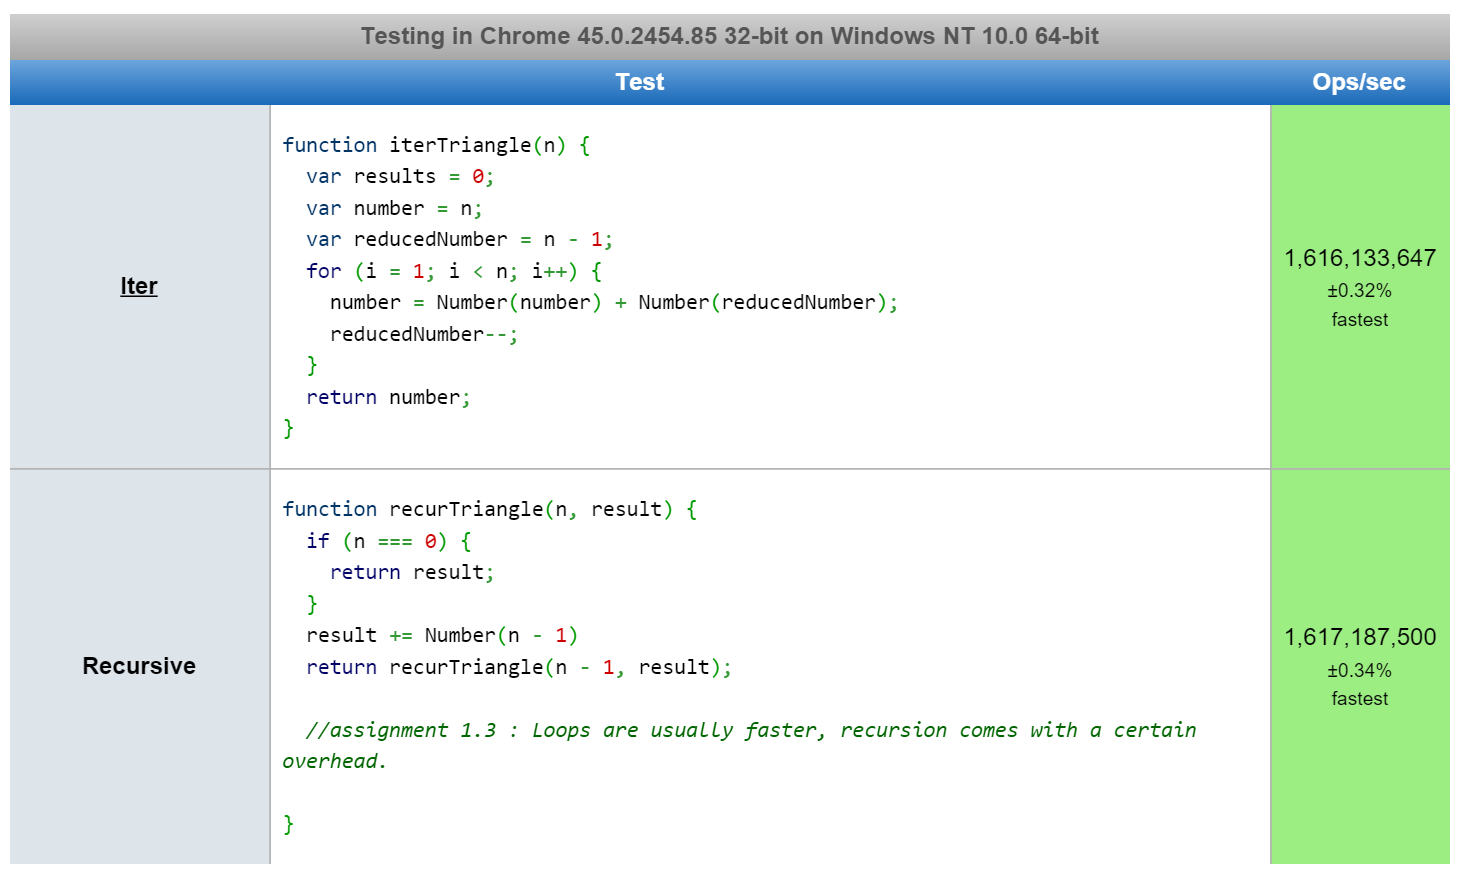 Testing in Chrome 45.0.2454.85 32-bit on Windows NT 10.0 64-bit
Test Ops/sec
Iter
function iterTriangle(n) {
  var results = 0;
  var number = n;
  var reducedNumber = n - 1;
  for (i = 1; i < n; i++) {
    number = Number(number) + Number(reducedNumber);
    reducedNumber--;
  }
  return number;
}
1,616,133,647
±0.32%
fastest
Recursive
function recurTriangle(n, result) {
  if (n === 0) {
    return result;
  }
  result += Number(n - 1)
  return recurTriangle(n - 1, result);
  //assignment 1.3 : Loops are usually faster, recursion comes with a certain
overhead.
}
1,617,187,500
±0.34%
fastest